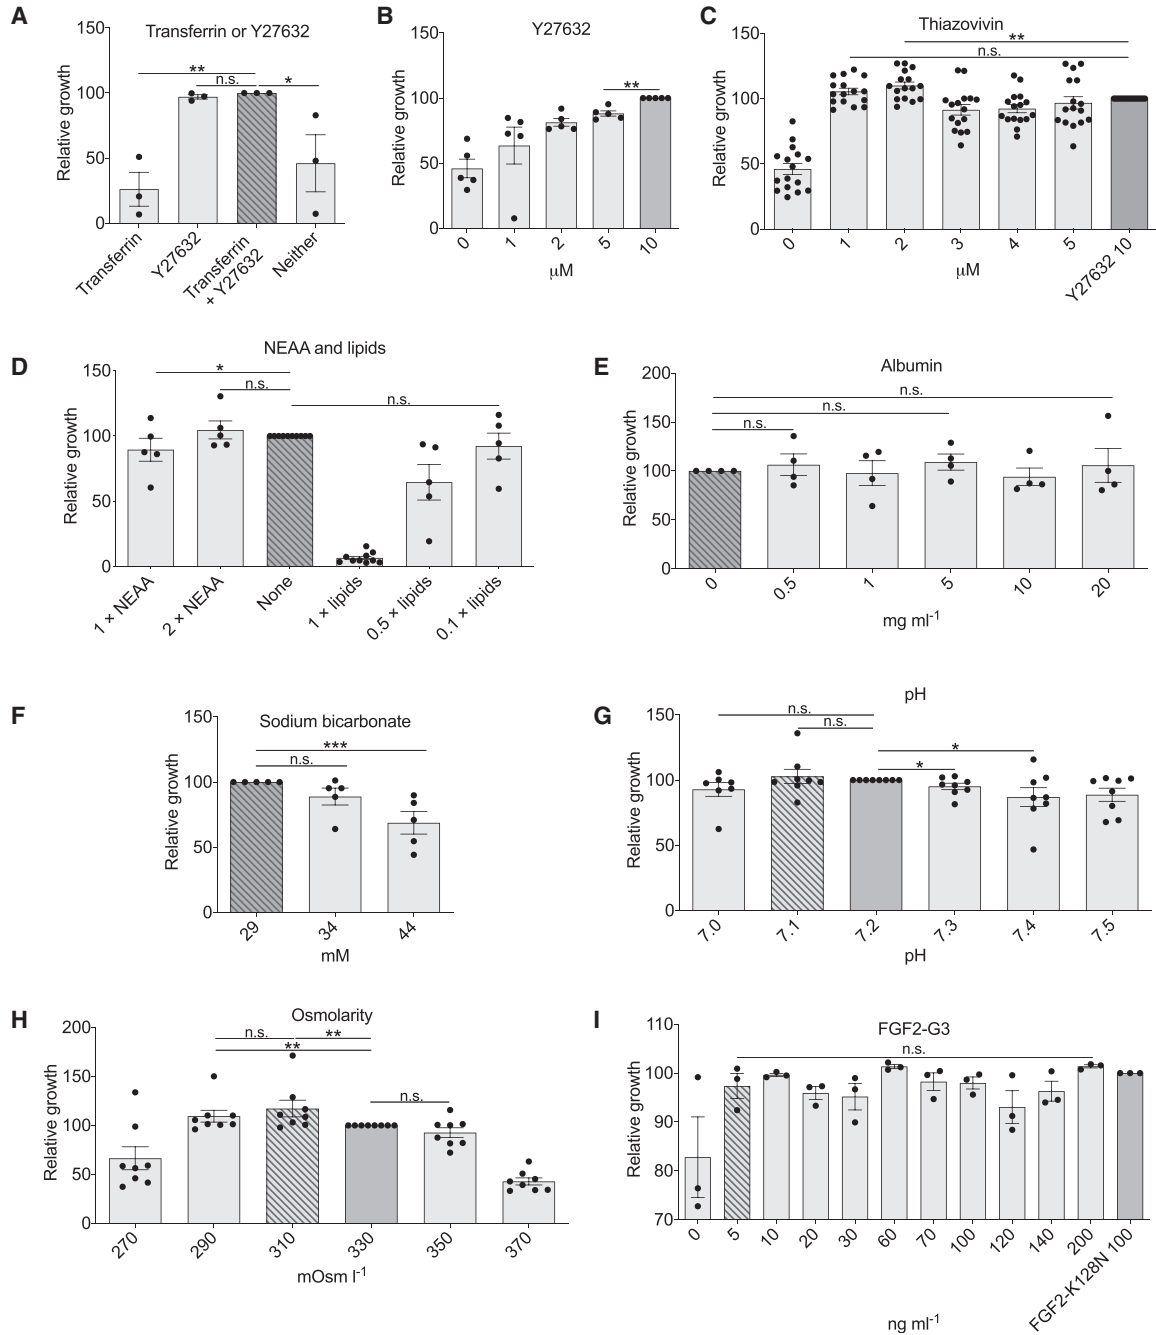 A
Transferrin or Y27632
Relative growth
150
100
50
0
**
n.s.
*
Transferrin
Y27632
Transferrin
+ Y27632
Neither
B
Y27632
Relative growth
150
100
50
0
**
0
1
2
5
10
μM
C
Thiazovivin
Relative growth
150
100
50
0
**
n.s.
0
1
2
3
4
5
Y27632 10
μM
D
NEAA and lipids
Relative growth
150
100
50
0
*
n.s.
n.s.
1 × NEAA
2 × NEAA
None
1 × lipids
0.5 × lipids
0.1 × lipids
E
Albumin
Relative growth
200
150
100
50
0
n.s.
n.s.
n.s.
0
0.5
1
5
10
20
mg ml-1
F
Sodium bicarbonate
Relative growth
150
100
50
0
***
n.s.
29
34
44
mM
G
pH
Relative growth
150
100
50
0
n.s.
n.s.
*
*
7.0
7.1
7.2
7.3
7.4
7.5
pH
H
Osmolarity
Relative growth
200
150
100
50
0
n.s.
**
**
n.s.
270
290
310
330
350
370
mOsm l-1
I
FGF2-G3
Relative growth
110
100
90
80
70
n.s.
0
5
10
20
30
60
70
100
120
140
200
FGF2-K128N 100
ng ml-1